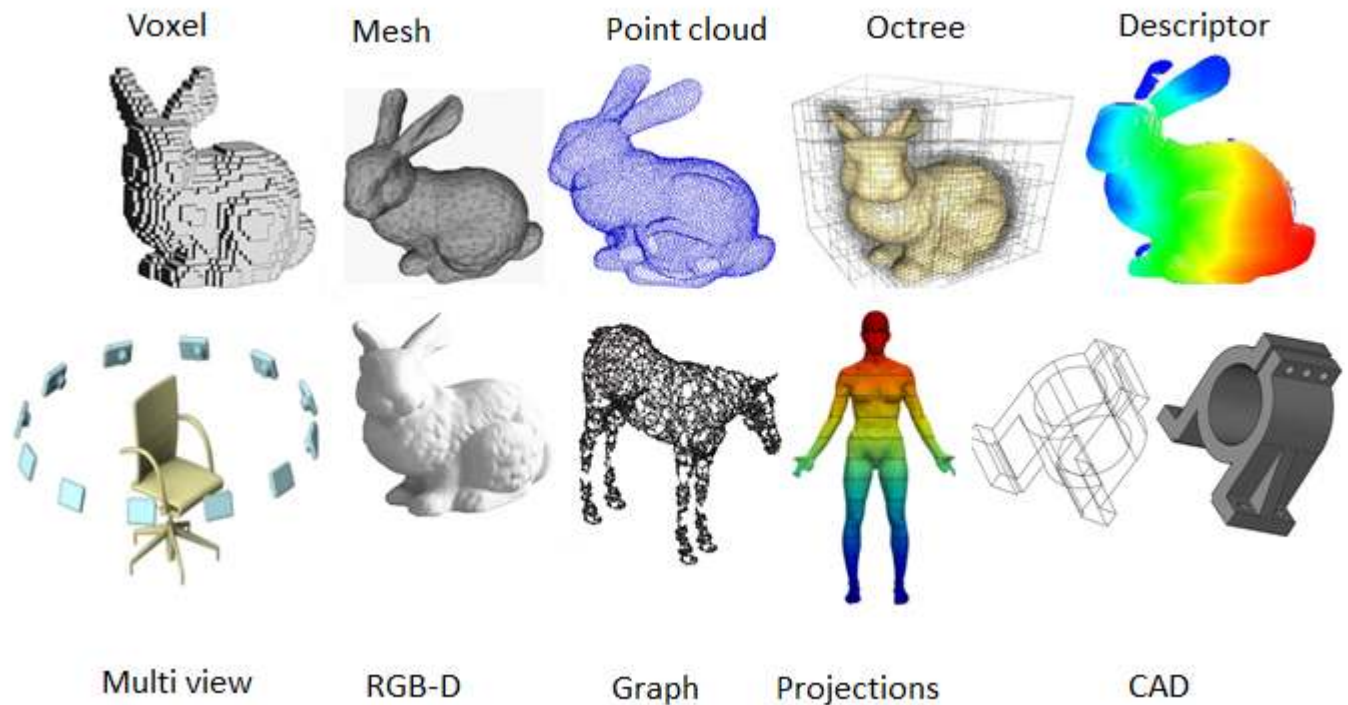 Voxel
Mesh
Point cloud
Octree
Descriptor
Multi view
RGB-D
Graph
Projections
CAD